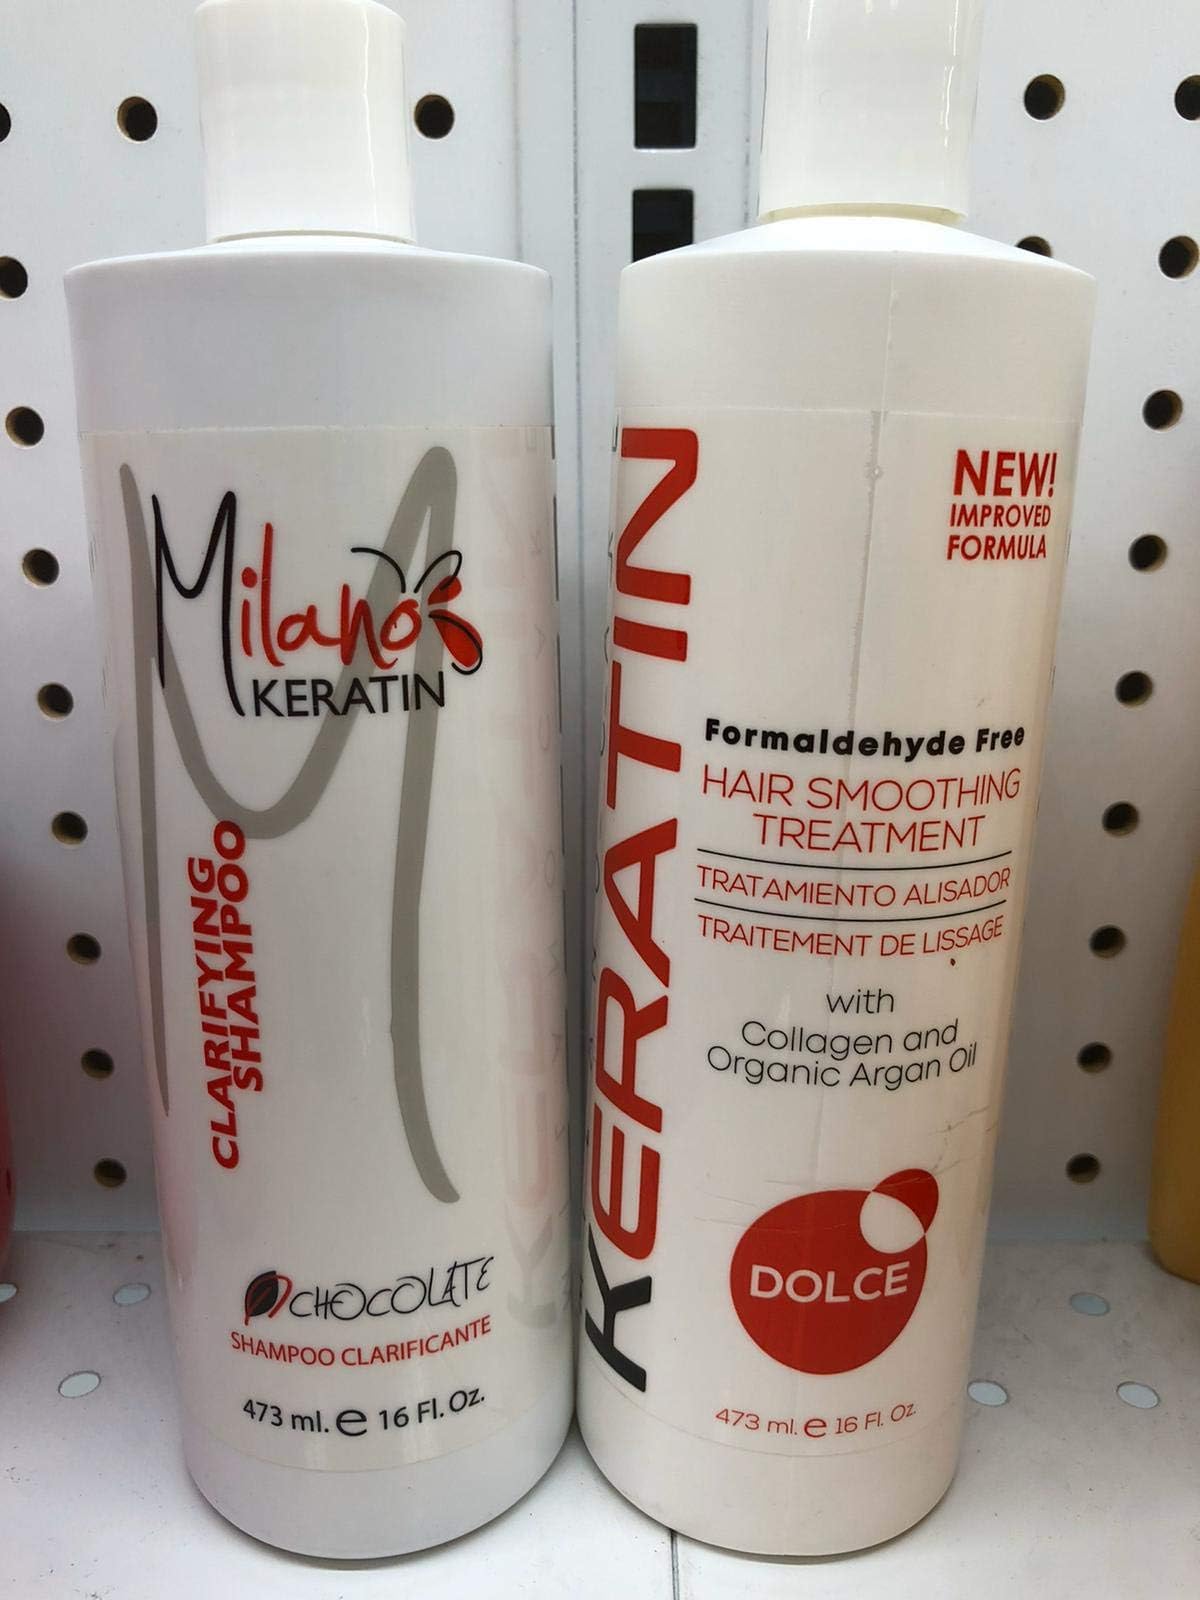 Milano
KERATIN
CLARIFYING
SHAMPOO
CHOCOLATE
SHAMPOO CLARIFICANTE
473 ml. e 16 Fl. Oz.
KERATIN
NEW!
IMPROVED
FORMULA
Formaldehyde Free
HAIR SMOOTHING
TREATMENT
TRATAMIENTO ALISADOR
TRAITEMENT DE LISSAGE
with
Collagen and
Organic Argan Oil
DOLCE
473 ml. e 16 Fl. Oz.